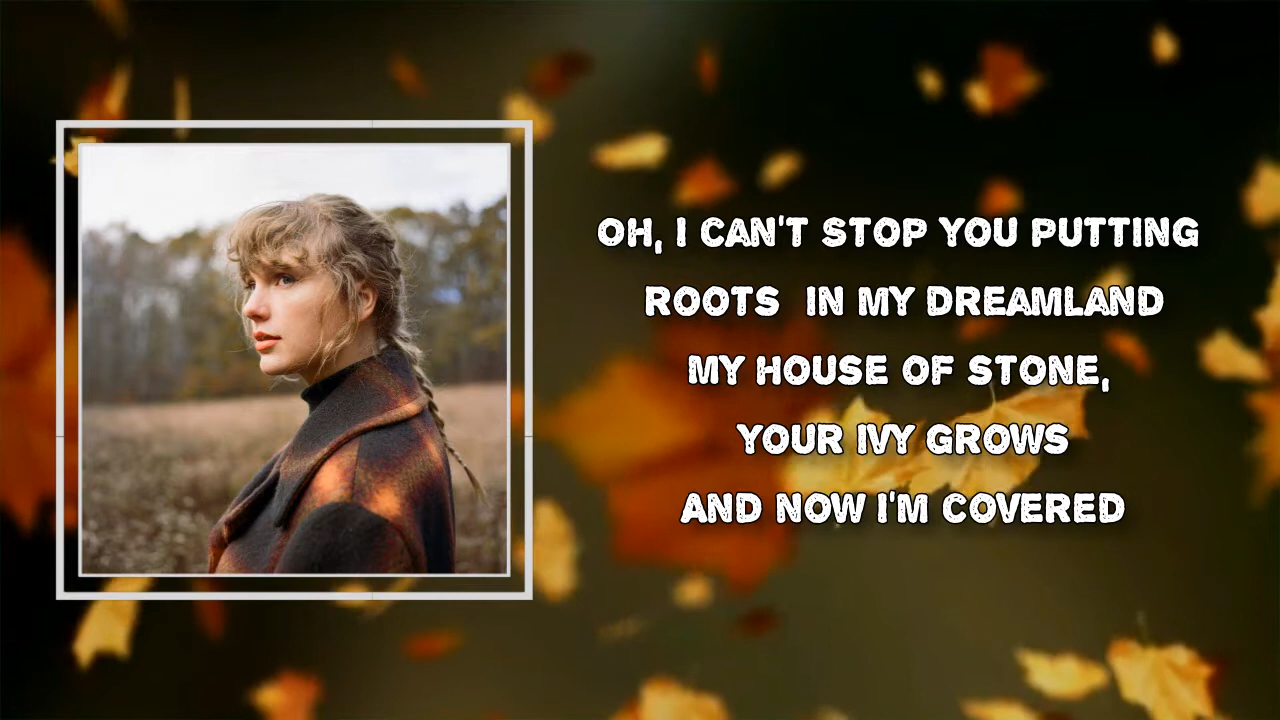 OH, I CAN'T STOP YOU PUTTING
ROOTS IN MY DREAMLAND
MY HOUSE OF STONE,
YOUR IVY GROWS
AND NOW I'M COVERED